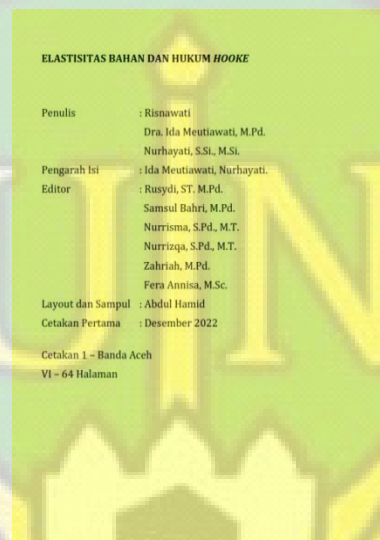 ELASTISITAS BAHAN DAN HUKUM HOOKE
Penulis : Risnawati
Dra. Ida Meutiawati, M.Pd.
Nurhayati, S.Si., M.Si.
Pengarah Isi : Ida Meutiawati, Nurhayati.
Editor : Rusydi, ST. M.Pd.
Samsul Bahri, M.Pd.
Nurrisma, S.Pd., M.T.
Nurrizqa, S.Pd., M.T.
Zahriah, M.Pd.
Fera Annisa, M.Sc.
Layout dan Sampul : Abdul Hamid
Cetakan Pertama : Desember 2022
Cetakan 1 – Banda Aceh
VI – 64 Halaman